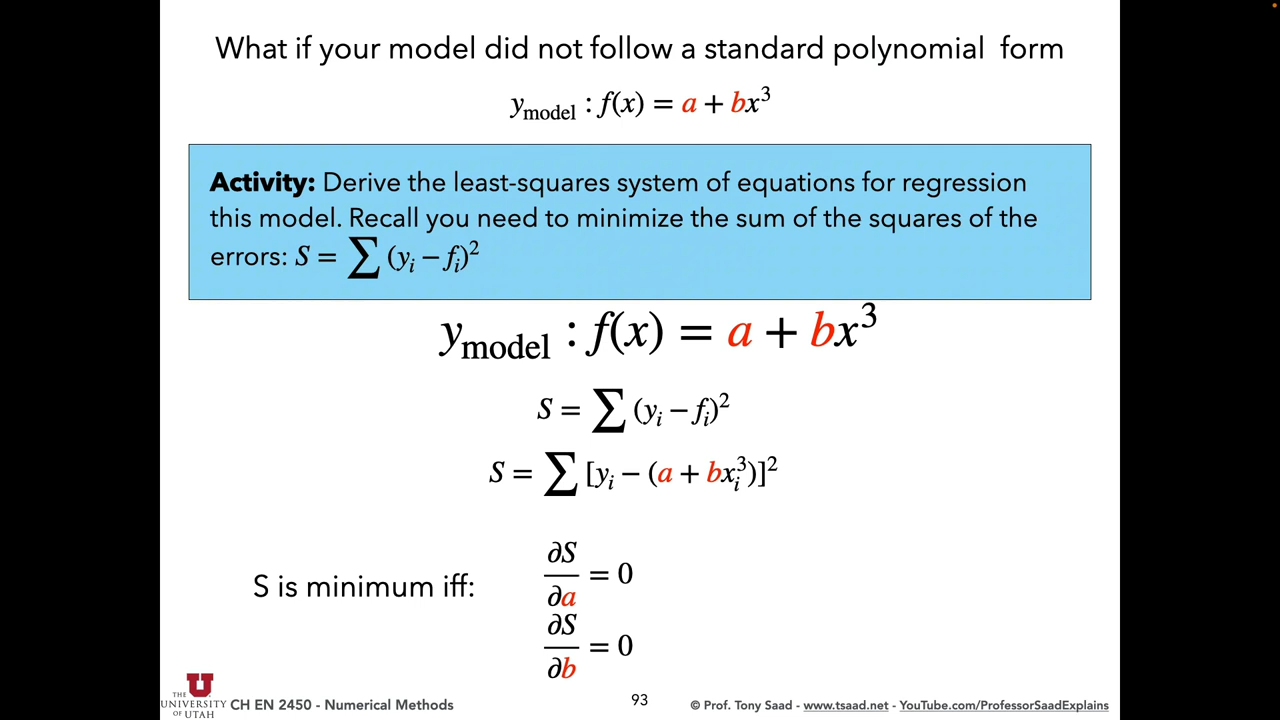 What if your model did not follow a standard polynomial form
y_model : f(x) = a + bx³
Activity: Derive the least-squares system of equations for regression
this model. Recall you need to minimize the sum of the squares of the
errors: S = ∑ (y_i − f_i)²
y_model : f(x) = a + bx³
S = ∑ (y_i − f_i)²
S = ∑ [y_i − (a + bx_i³)]²
S is minimum iff:
∂S/∂a = 0
∂S/∂b = 0
THE UNIVERSITY OF UTAH
CH EN 2450 - Numerical Methods
93
© Prof. Tony Saad - www.tsaad.net - YouTube.com/ProfessorSaadExplains